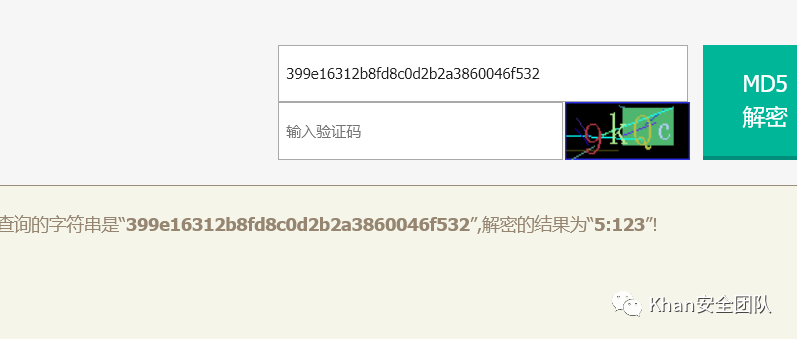 399e16312b8fd8c0d2b2a3860046f532
MD5
解密
输入验证码
gkQc
查询的字符串是“399e16312b8fd8c0d2b2a3860046f532”,解密的结果为“5:123”!
Khan安全团队